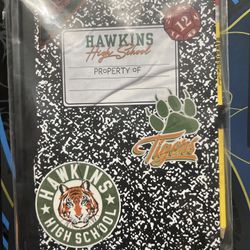 12
HAWKINS
High School
PROPERTY OF
Tigers
HAWKINS
HIGH SCHOOL